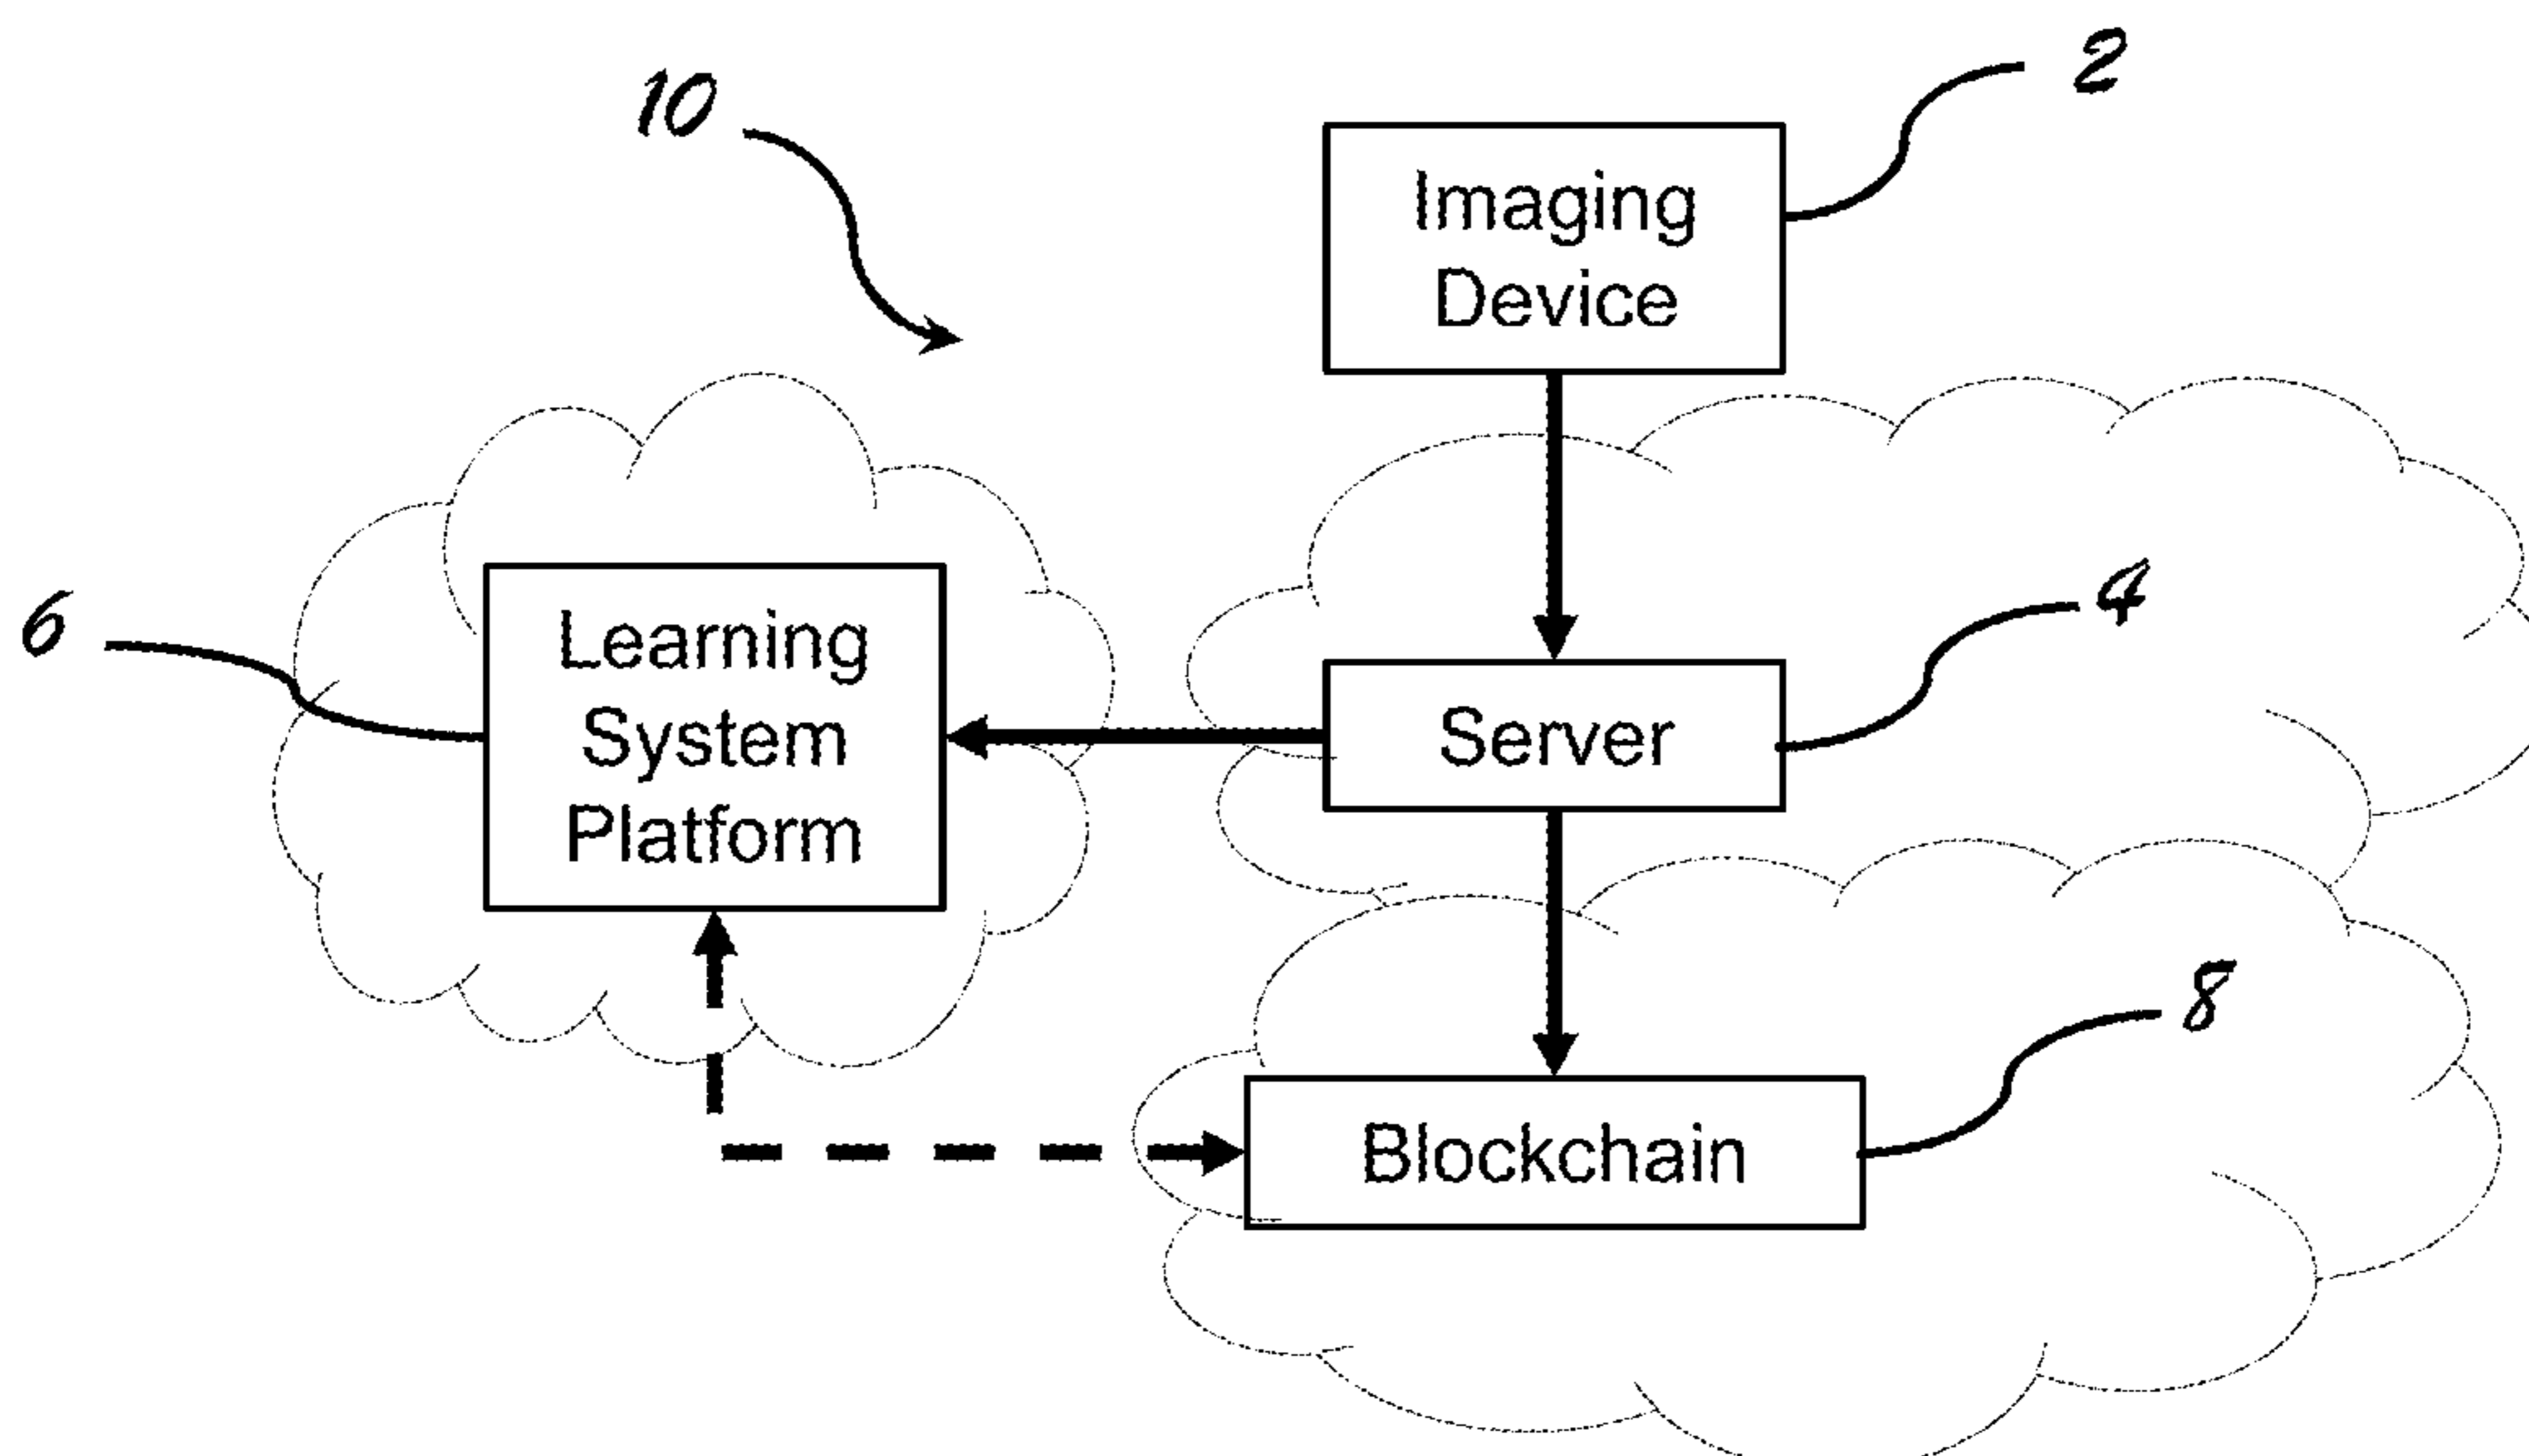 10
2
Imaging
Device
6
Learning
System
Platform
Server
4
Blockchain
8